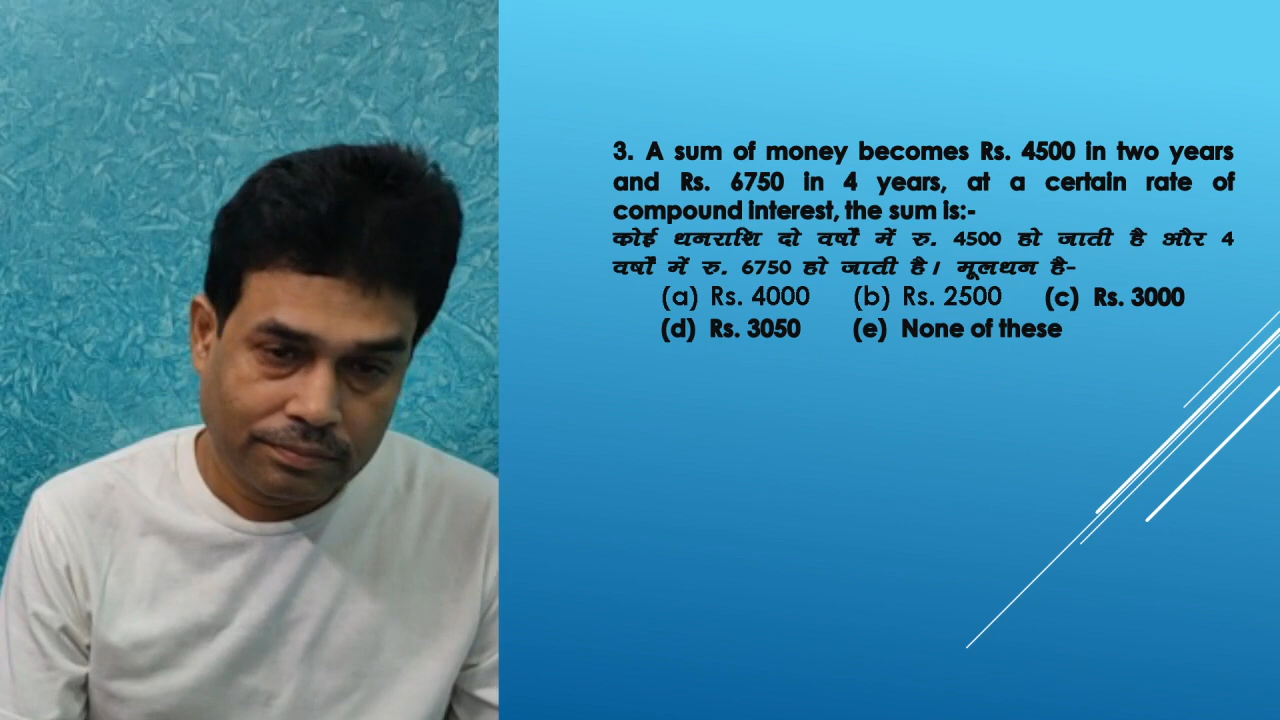 3. A sum of money becomes Rs. 4500 in two years
and Rs. 6750 in 4 years, at a certain rate of
compound interest, the sum is:-
कोई धनराशि दो वर्षों में रु. 4500 हो जाती है और 4
वर्षों में रु. 6750 हो जाती है। मूलधन है-
(a) Rs. 4000 (b) Rs. 2500 (c) Rs. 3000
(d) Rs. 3050 (e) None of these